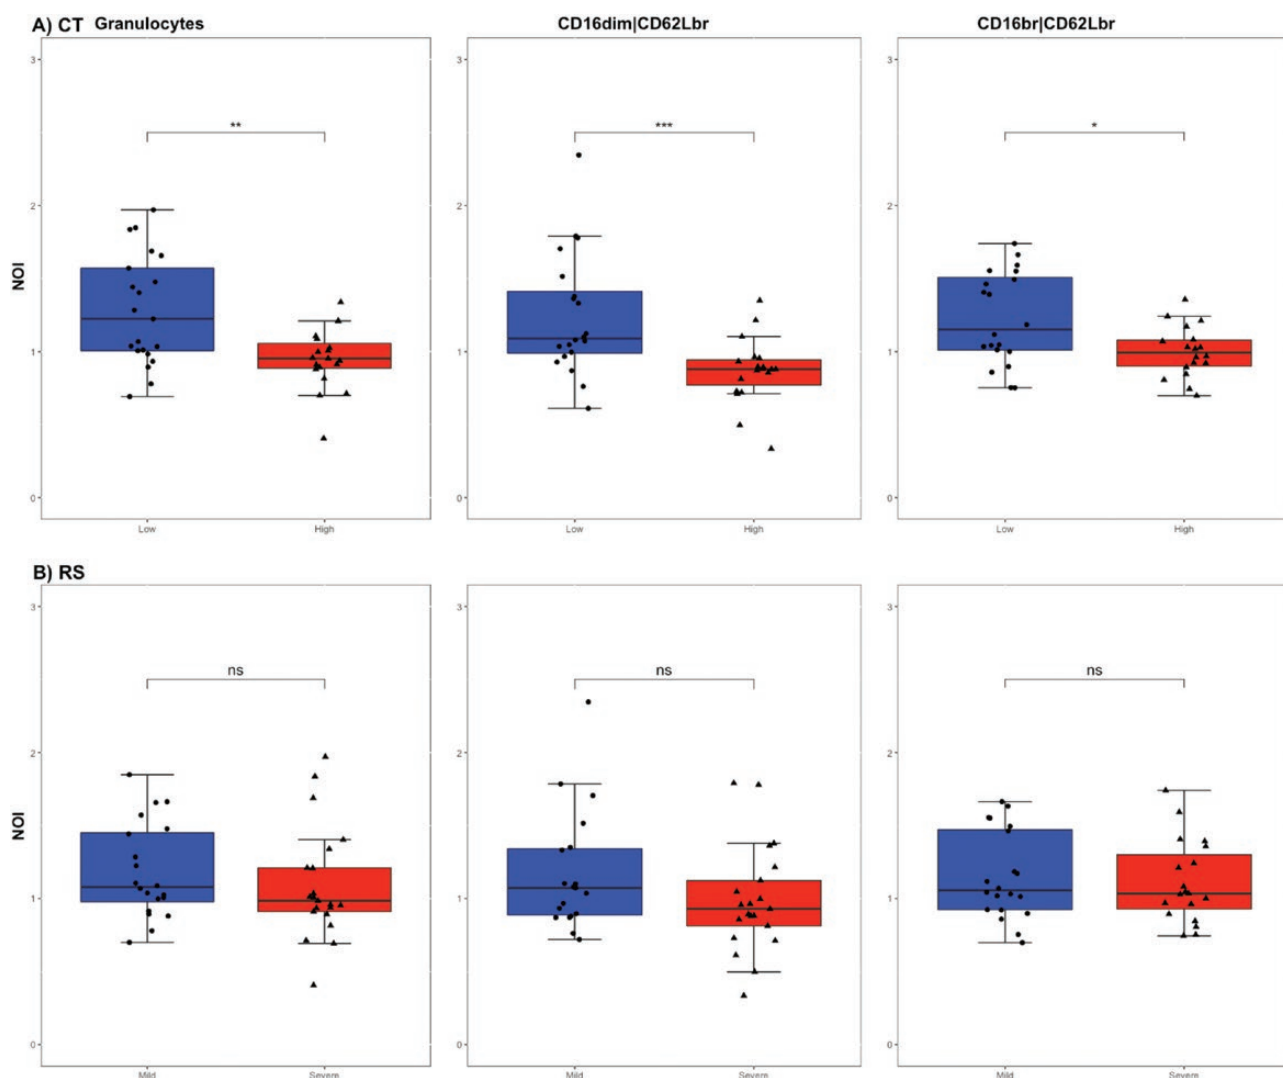 A) CT Granulocytes CD16dim|CD62Lbr CD16br|CD62Lbr
3 3 3
** *** *
2 2 2
NOI
1 1 1
0 0 0
Low High Low High Low High
B) RS
3 3 3
ns ns ns
2 2 2
NOI
1 1 1
0 0 0
Mild Severe Mild Severe Mild Severe